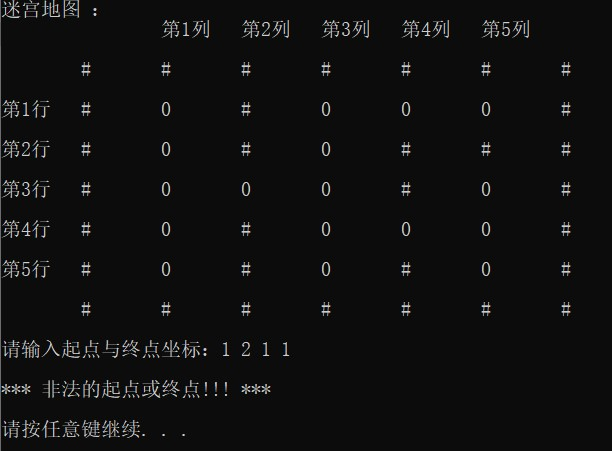 迷宫地图 :
第1列 第2列 第3列 第4列 第5列
# # # # # # #
第1行 # 0 # 0 0 0 #
第2行 # 0 # 0 # # #
第3行 # 0 0 0 # 0 #
第4行 # 0 # 0 0 0 #
第5行 # 0 # 0 # 0 #
# # # # # # #
请输入起点与终点坐标：1 2 1 1
*** 非法的起点或终点!!! ***
请按任意键继续. . .